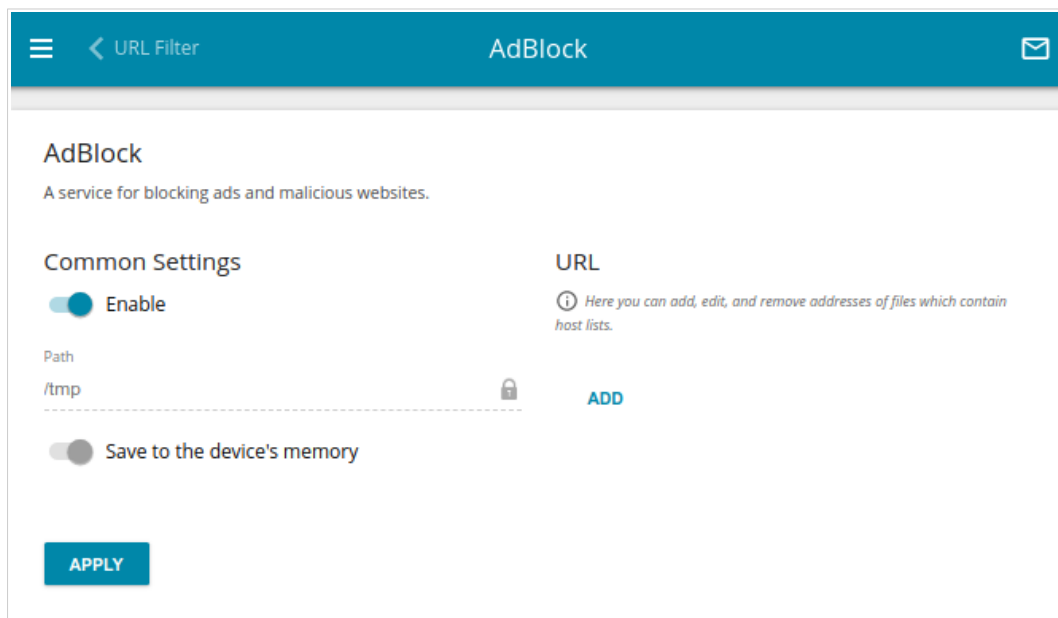 URL Filter
AdBlock
AdBlock
A service for blocking ads and malicious websites.
Common Settings
Enable
Path
/tmp
Save to the device's memory
APPLY
URL
Here you can add, edit, and remove addresses of files which contain
host lists.
ADD